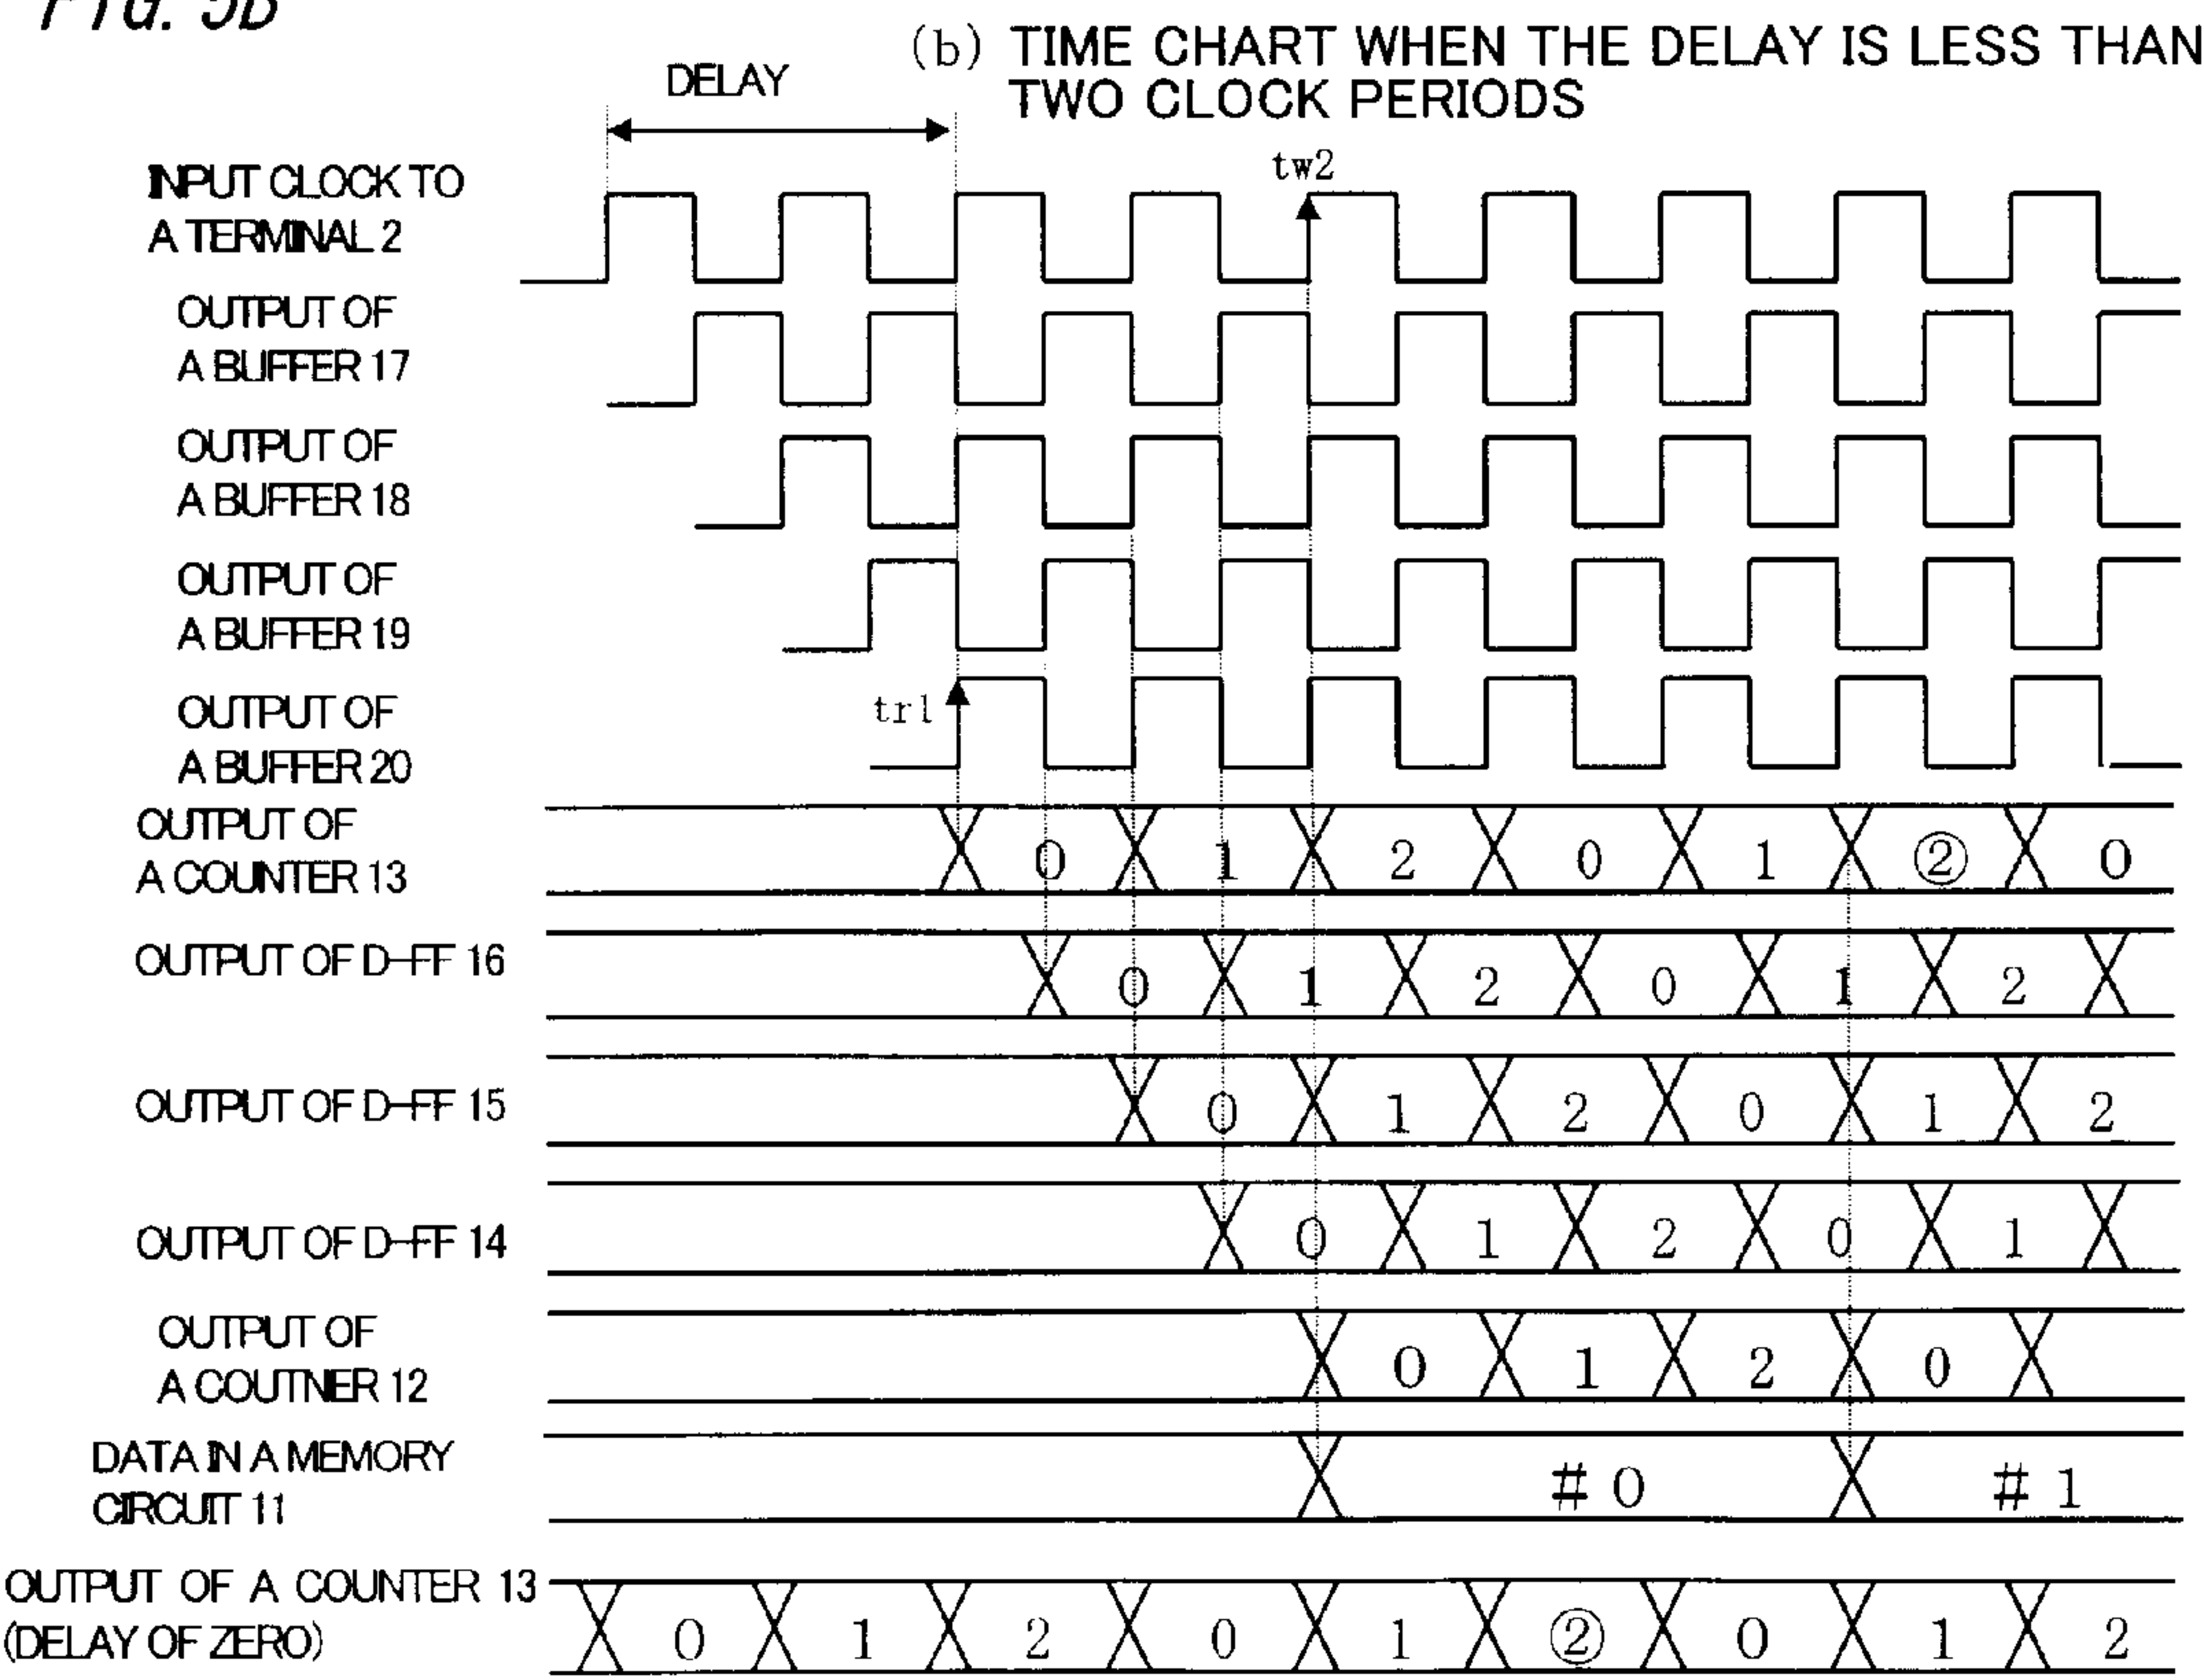 FIG. 5B
(b) TIME CHART WHEN THE DELAY IS LESS THAN
TWO CLOCK PERIODS
DELAY
INPUT CLOCK TO
A TERMINAL 2
tw2
OUTPUT OF
A BUFFER 17
OUTPUT OF
A BUFFER 18
OUTPUT OF
A BUFFER 19
OUTPUT OF
A BUFFER 20
tr1
OUTPUT OF
A COUNTER 13
0 1 2 0 1 ② 0
OUTPUT OF D-FF 16
0 1 2 0 1 2
OUTPUT OF D-FF 15
0 1 2 0 1 2
OUTPUT OF D-FF 14
0 1 2 0 1
OUTPUT OF
A COUTNER 12
0 1 2 0
DATA IN A MEMORY
CIRCUIT 11
#0 #1
OUTPUT OF A COUNTER 13
(DELAY OF ZERO)
0 1 2 0 1 ② 0 1 2